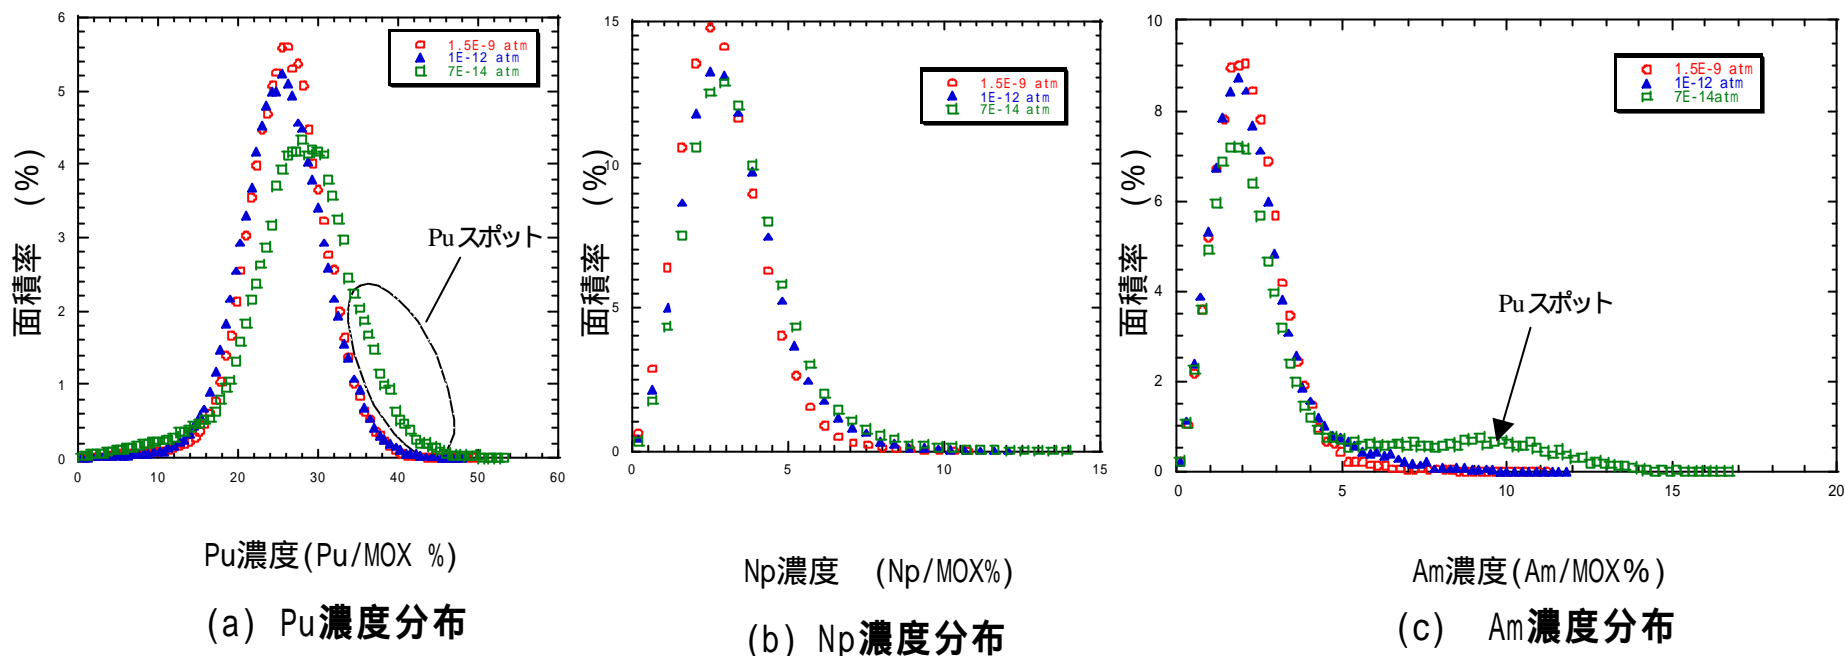 面積率 (%)
6
5
4
3
2
1
0
0 10 20 30 40 50 60
1.5E-9 atm
1E-12 atm
7E-14 atm
Puスポット
Pu濃度(Pu/MOX %)
(a) Pu濃度分布
面積率 (%)
15
10
5
0
0 5 10 15
1.5E-9 atm
1E-12 atm
7E-14 atm
Np濃度 (Np/MOX%)
(b) Np濃度分布
面積率 (%)
10
8
6
4
2
0
0 5 10 15 20
1.5E-9 atm
1E-12 atm
7E-14atm
Puスポット
Am濃度(Am/MOX%)
(c) Am濃度分布